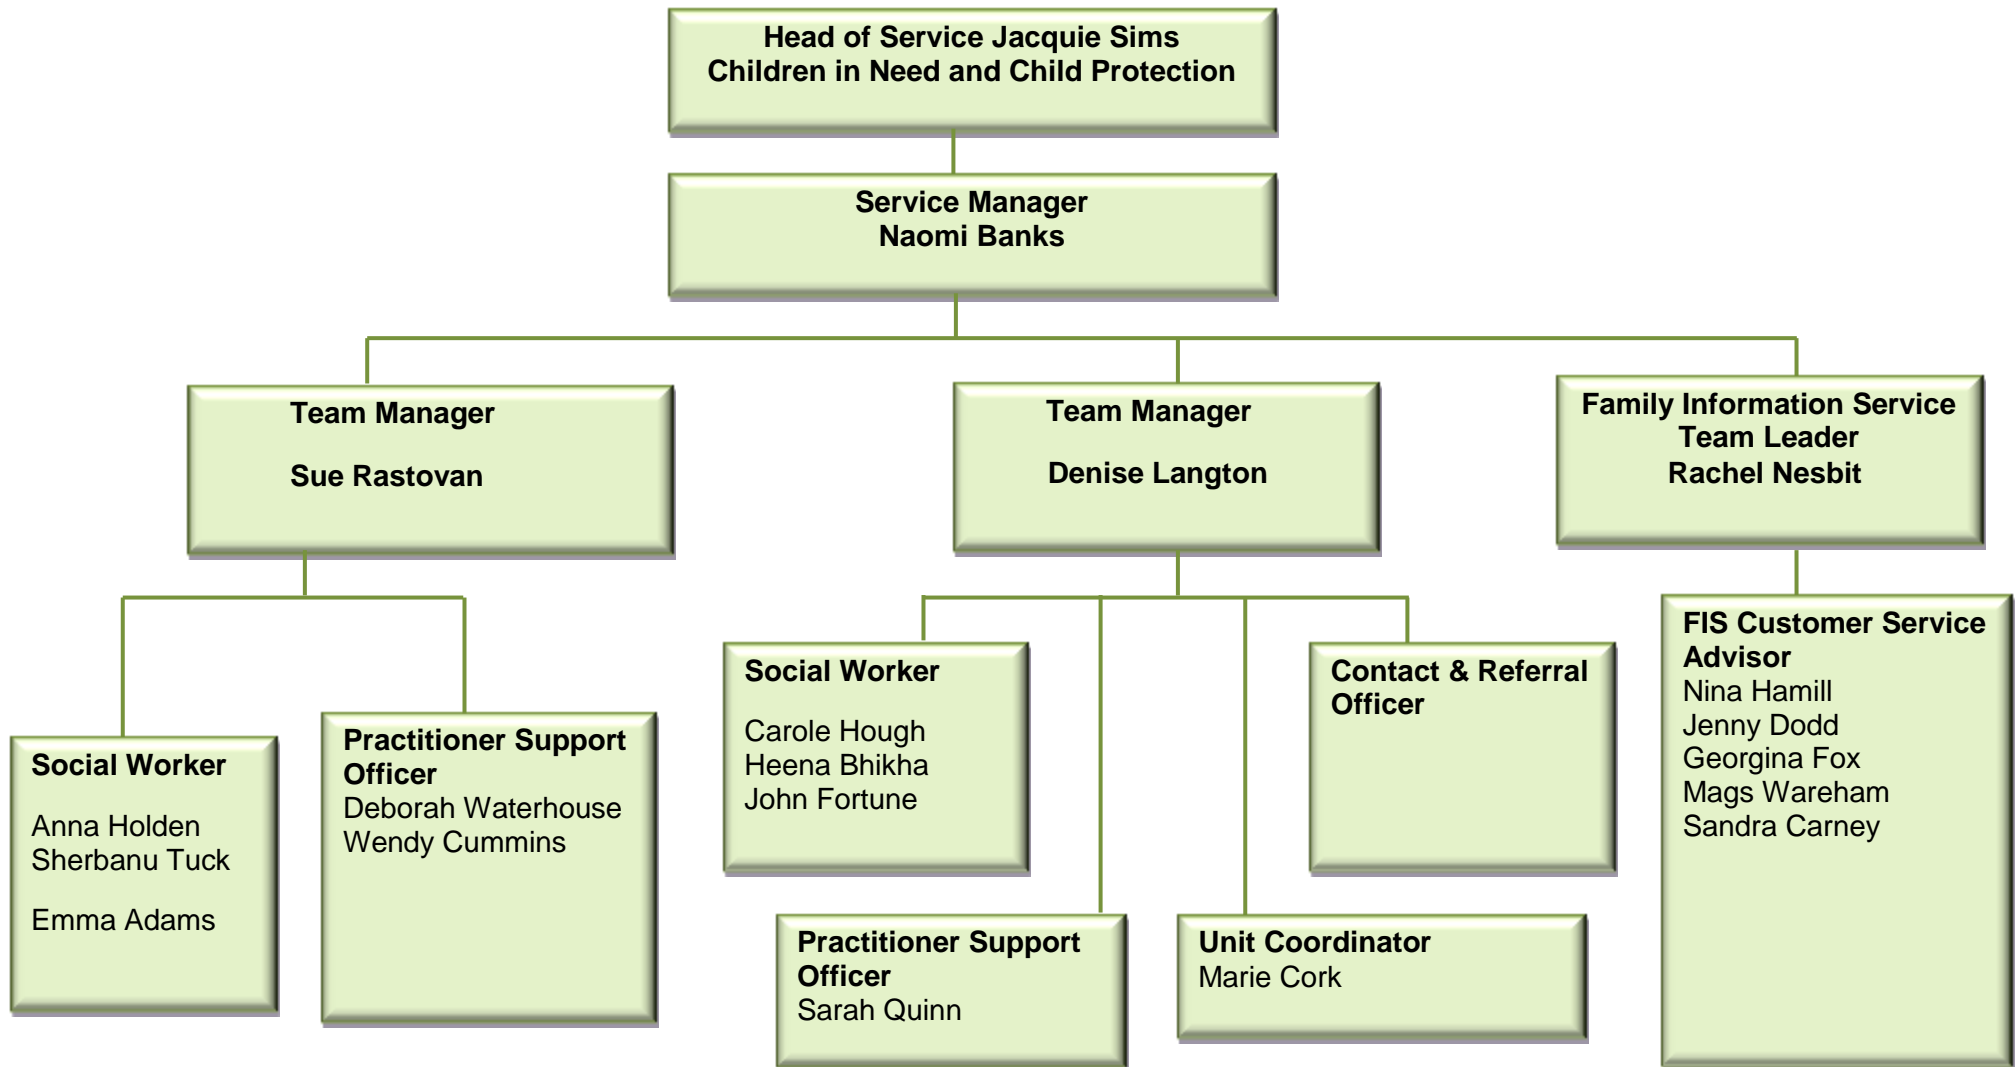 Head of Service Jacquie Sims
Children in Need and Child Protection
Service Manager
Naomi Banks
Team Manager
Sue Rastovan
Team Manager
Denise Langton
Family Information Service
Team Leader
Rachel Nesbit
Social Worker
Anna Holden
Sherbanu Tuck
Emma Adams
Practitioner Support
Officer
Deborah Waterhouse
Wendy Cummins
Social Worker
Carole Hough
Heena Bhikha
John Fortune
Practitioner Support
Officer
Sarah Quinn
Unit Coordinator
Marie Cork
Contact & Referral
Officer
FIS Customer Service
Advisor
Nina Hamill
Jenny Dodd
Georgina Fox
Mags Wareham
Sandra Carney